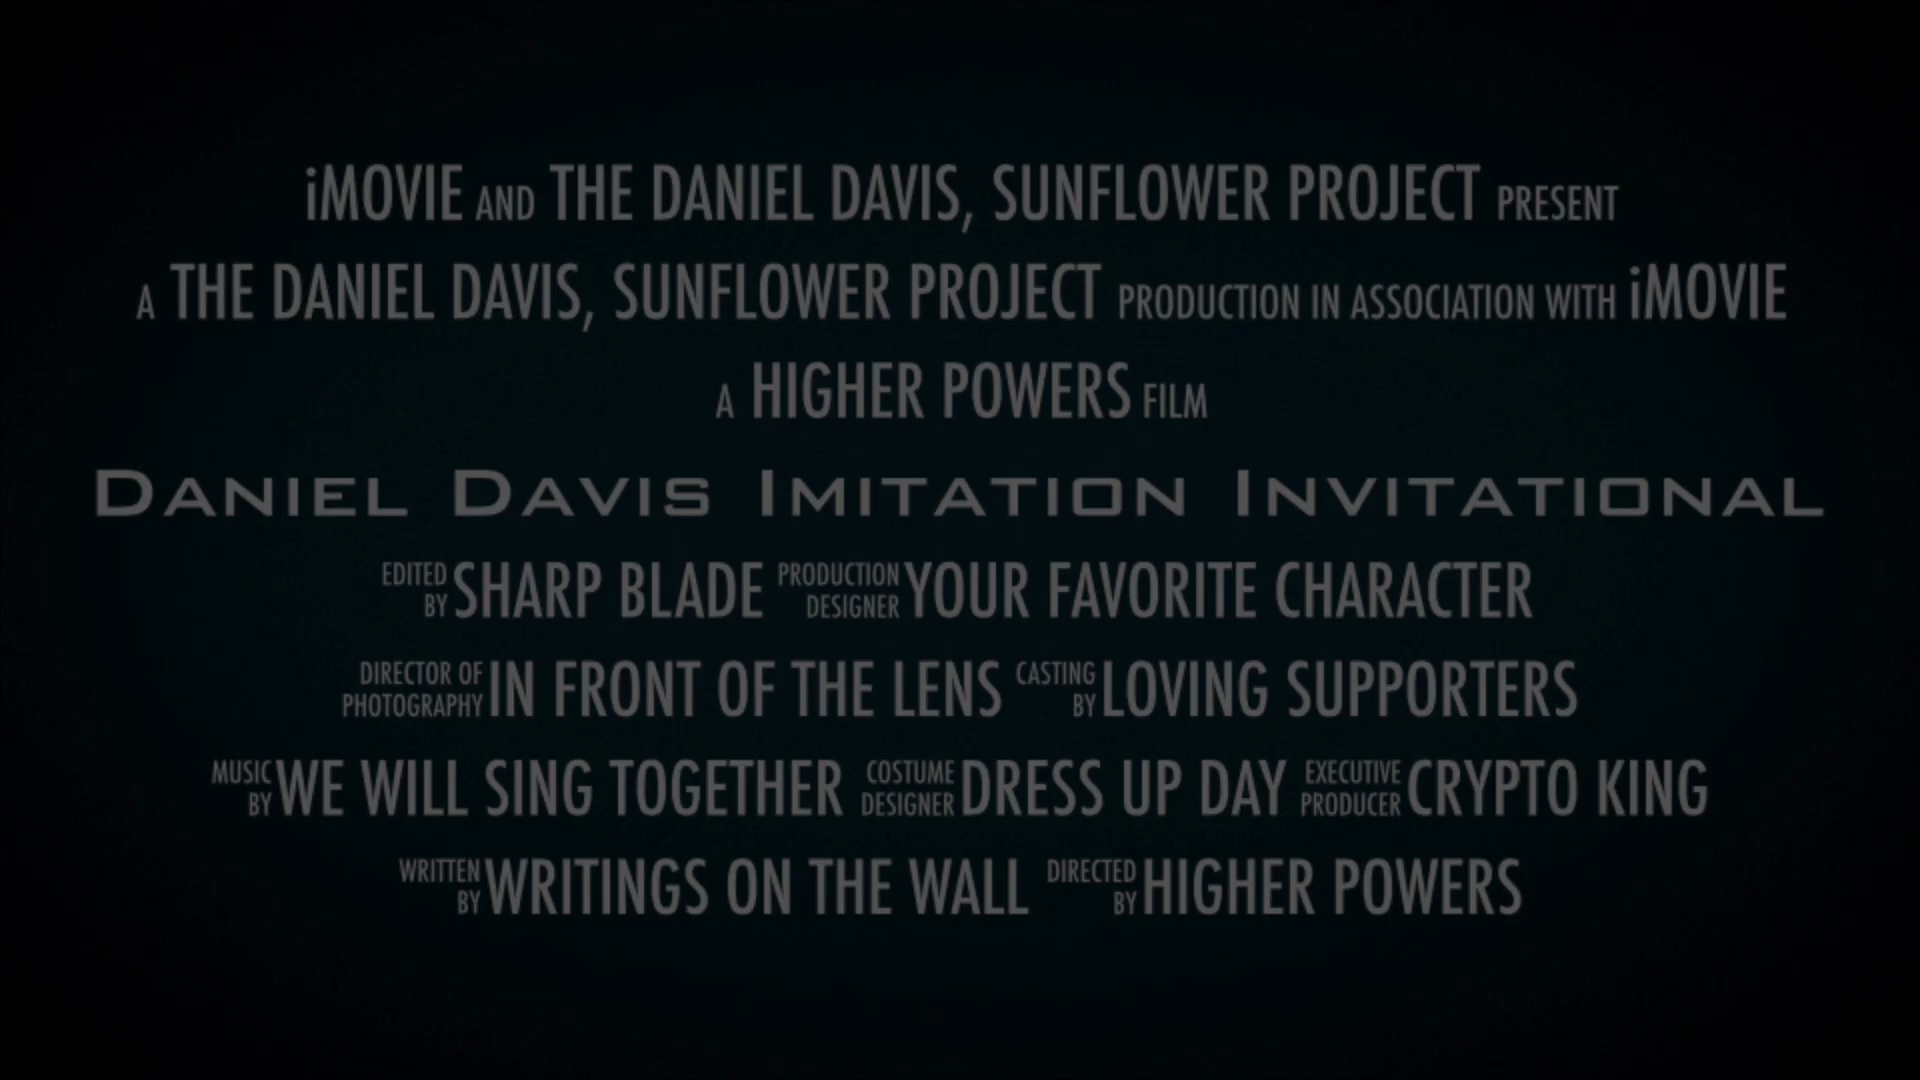 iMOVIE AND THE DANIEL DAVIS, SUNFLOWER PROJECT PRESENT
A THE DANIEL DAVIS, SUNFLOWER PROJECT PRODUCTION IN ASSOCIATION WITH iMOVIE
A HIGHER POWERS FILM
DANIEL DAVIS IMITATION INVITATIONAL
EDITED BY SHARP BLADE PRODUCTION DESIGNER YOUR FAVORITE CHARACTER
DIRECTOR OF PHOTOGRAPHY IN FRONT OF THE LENS CASTING BY LOVING SUPPORTERS
MUSIC BY WE WILL SING TOGETHER COSTUME DESIGNER DRESS UP DAY EXECUTIVE PRODUCER CRYPTO KING
WRITTEN BY WRITINGS ON THE WALL DIRECTED BY HIGHER POWERS